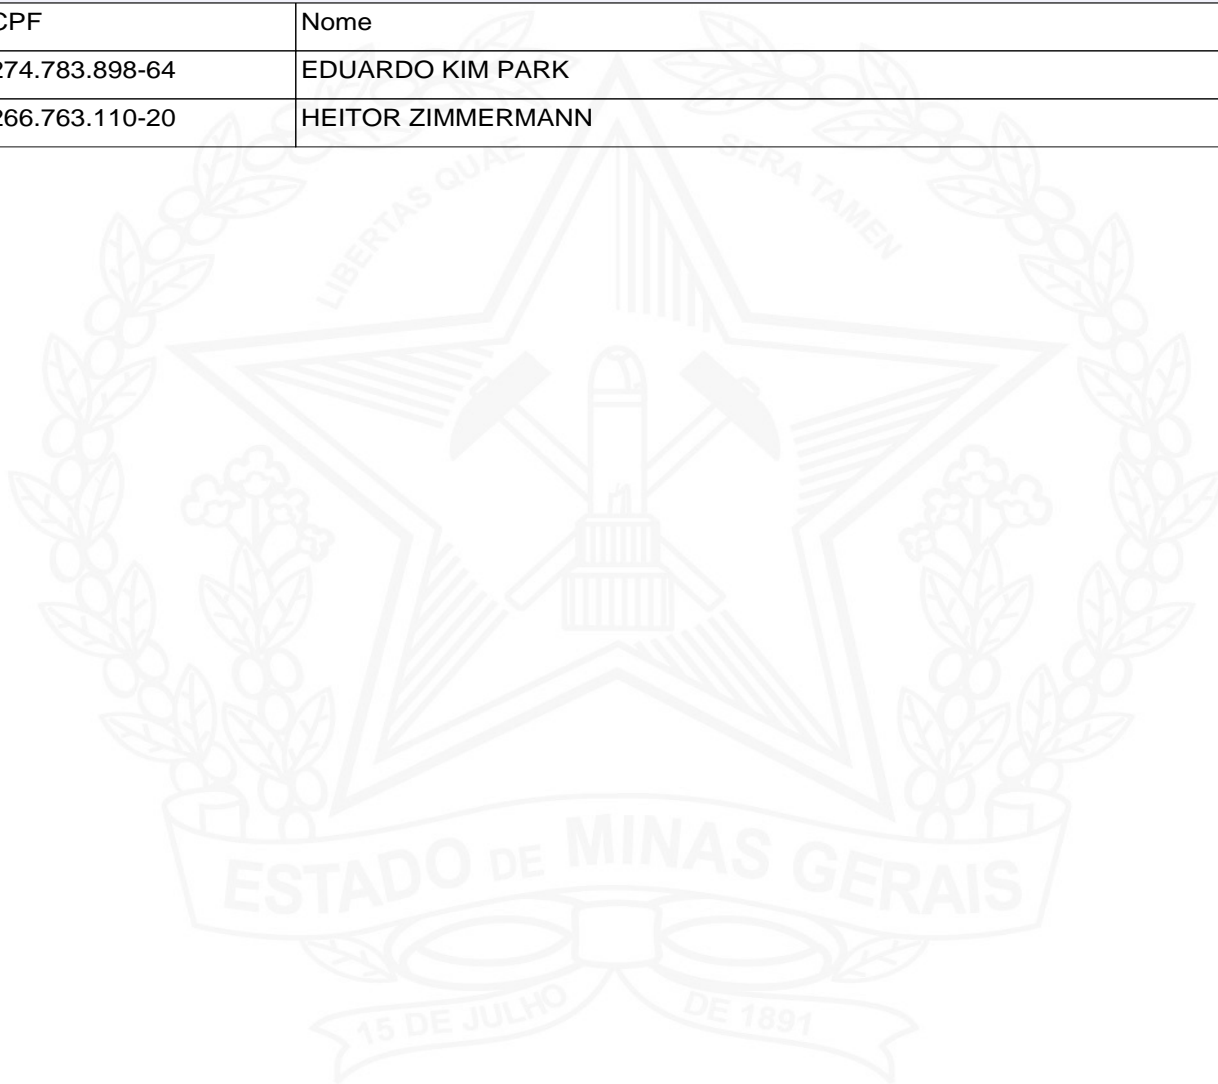 CPF Nome
274.783.898-64 EDUARDO KIM PARK
266.763.110-20 HEITOR ZIMMERMANN
LIBERTAS QUAE SERA TAMEN
ESTADO DE MINAS GERAIS
15 DE JULHO DE 1891